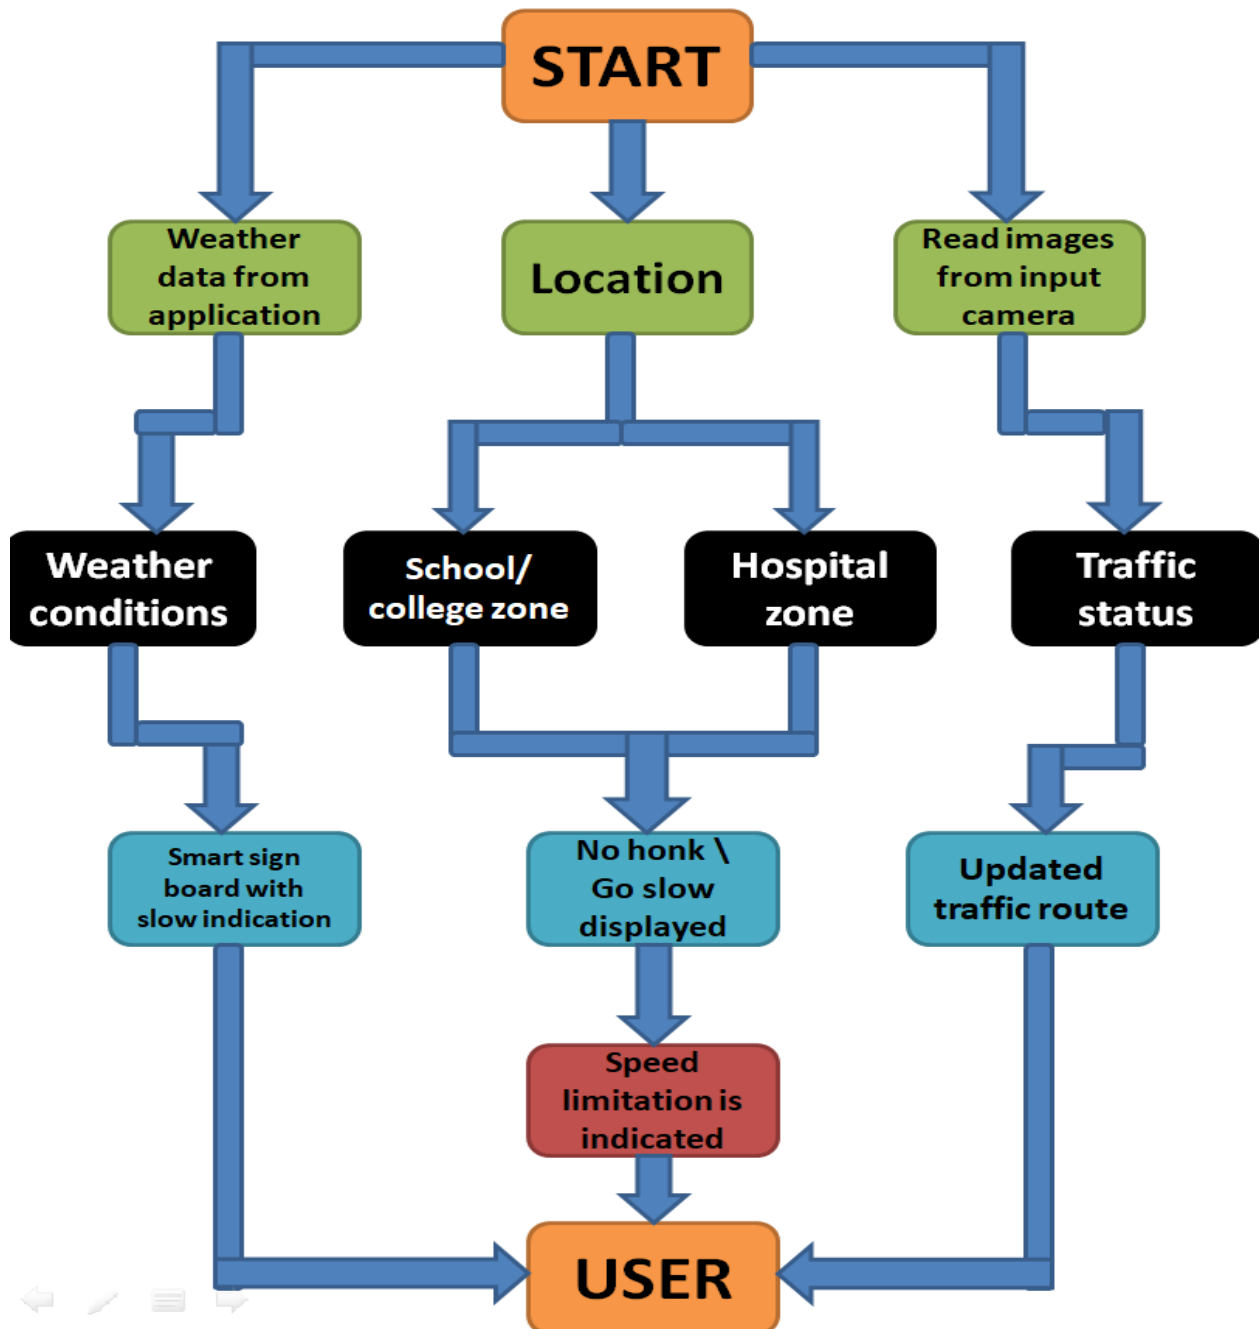 START
Weather
data from
application
Location
Read images
from input
camera
Weather
conditions
School/
college zone
Hospital
zone
Traffic
status
Smart sign
board with
slow indication
No honk \
Go slow
displayed
Updated
traffic route
Speed
limitation is
indicated
USER